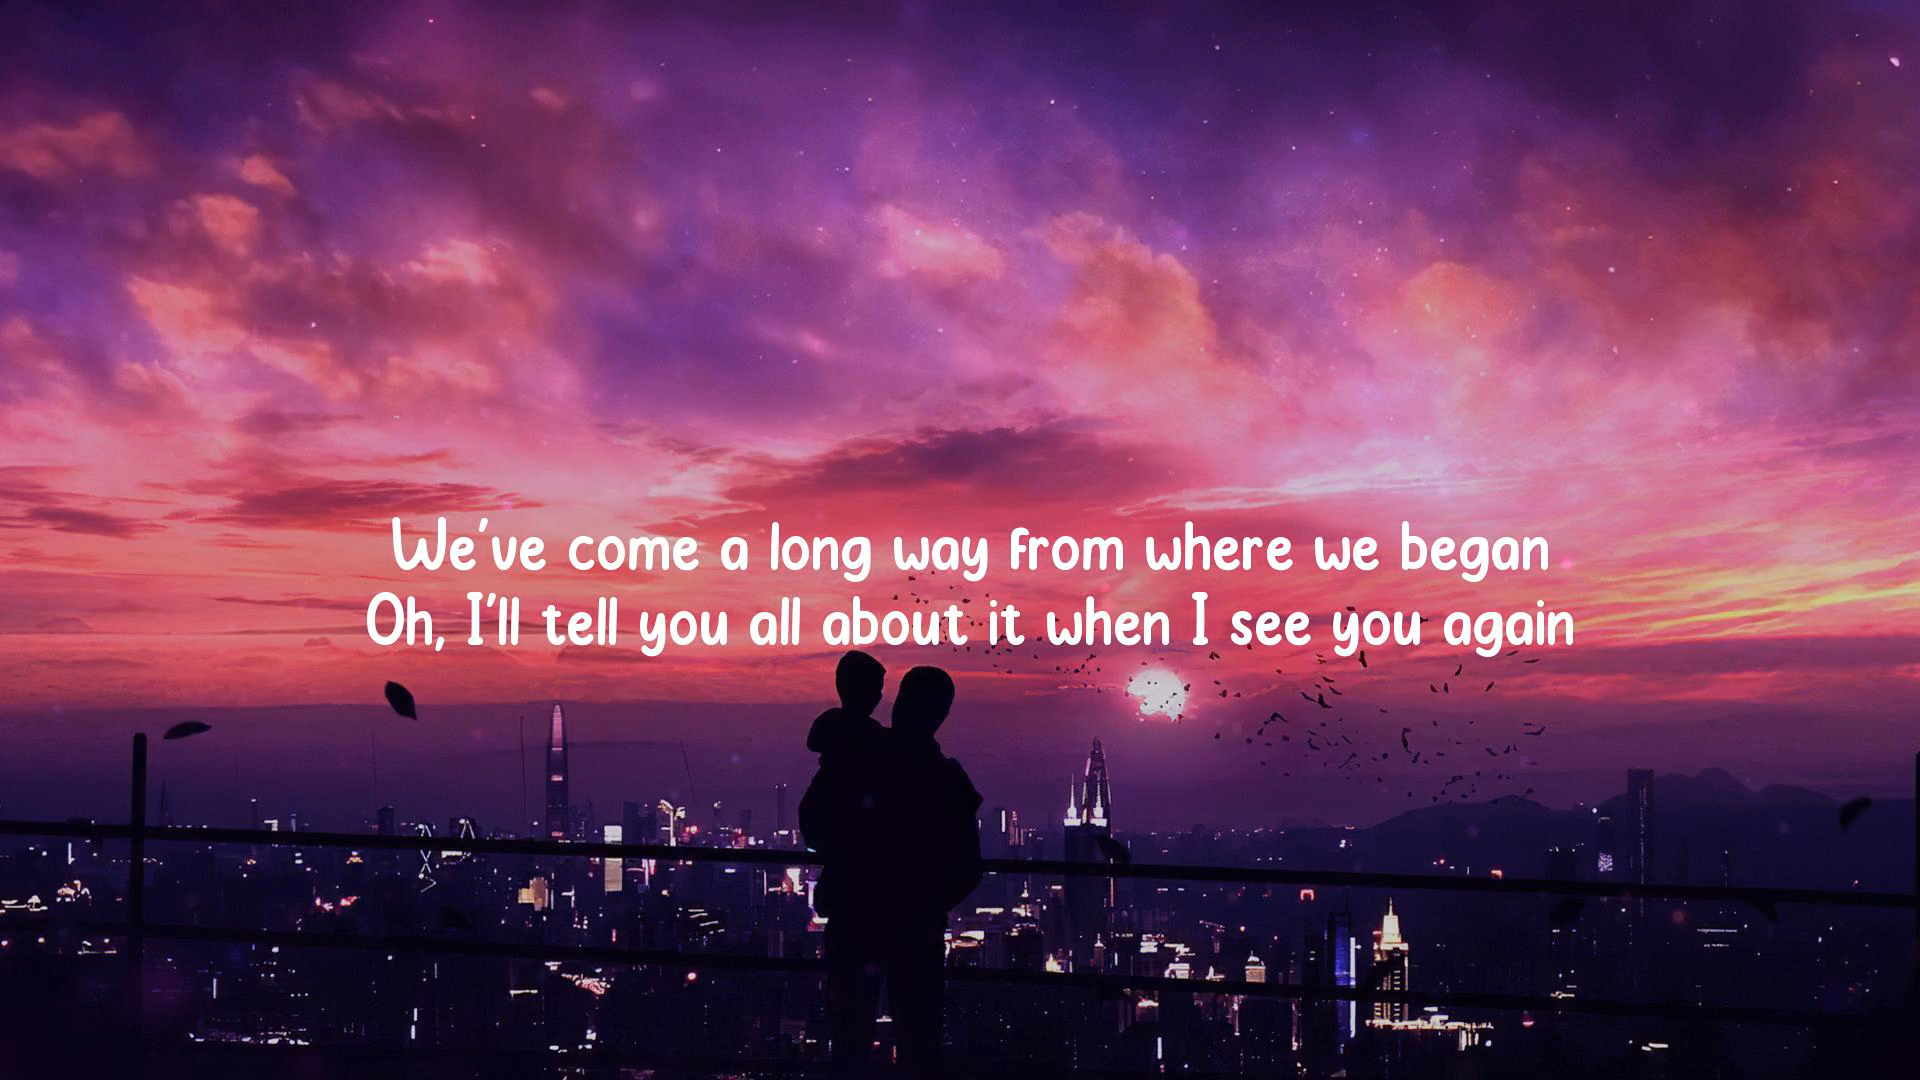 We've come a long way from where we began
Oh, I'll tell you all about it when I see you again